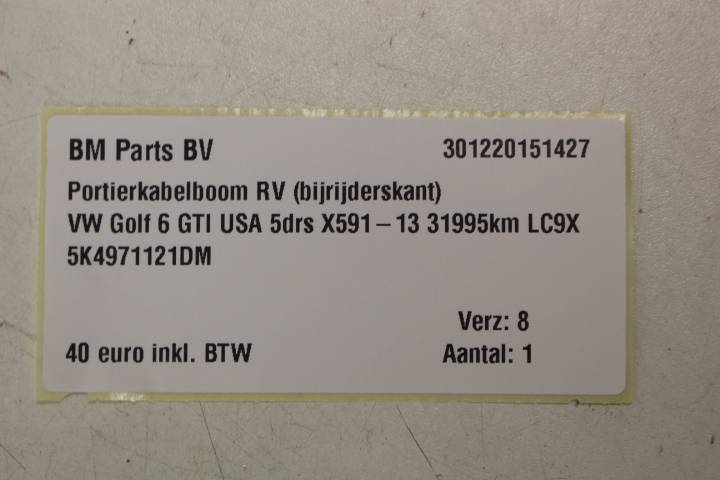 BM Parts BV 301220151427
Portierkabelboom RV (bijrijderskant)
VW Golf 6 GTI USA 5drs X591 – 13 31995km LC9X
5K4971121DM
Verz: 8
40 euro inkl. BTW Aantal: 1